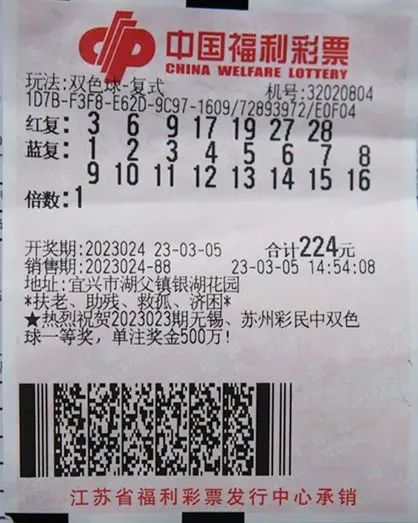 中国福利彩票
CHINA WELFARE LOTTERY
玩法:双色球-复式 机号:32020804
1D7B-F3F8-E62D-9C97-1609/72893972/E0F04
红复: 3 6 9 17 19 27 28
蓝复: 1 2 3 4 5 6 7 8
9 10 11 12 13 14 15 16
倍数:1
开奖期:2023024 23-03-05 合计224元
销售期:2023024-88 23-03-05 14:54:08
地址:宜兴市湖父镇银湖花园
*扶老、助残、救孤、济困*
★热烈祝贺2023023期无锡、苏州彩民中双色
球一等奖，单注奖金500万!
江苏省福利彩票发行中心承销